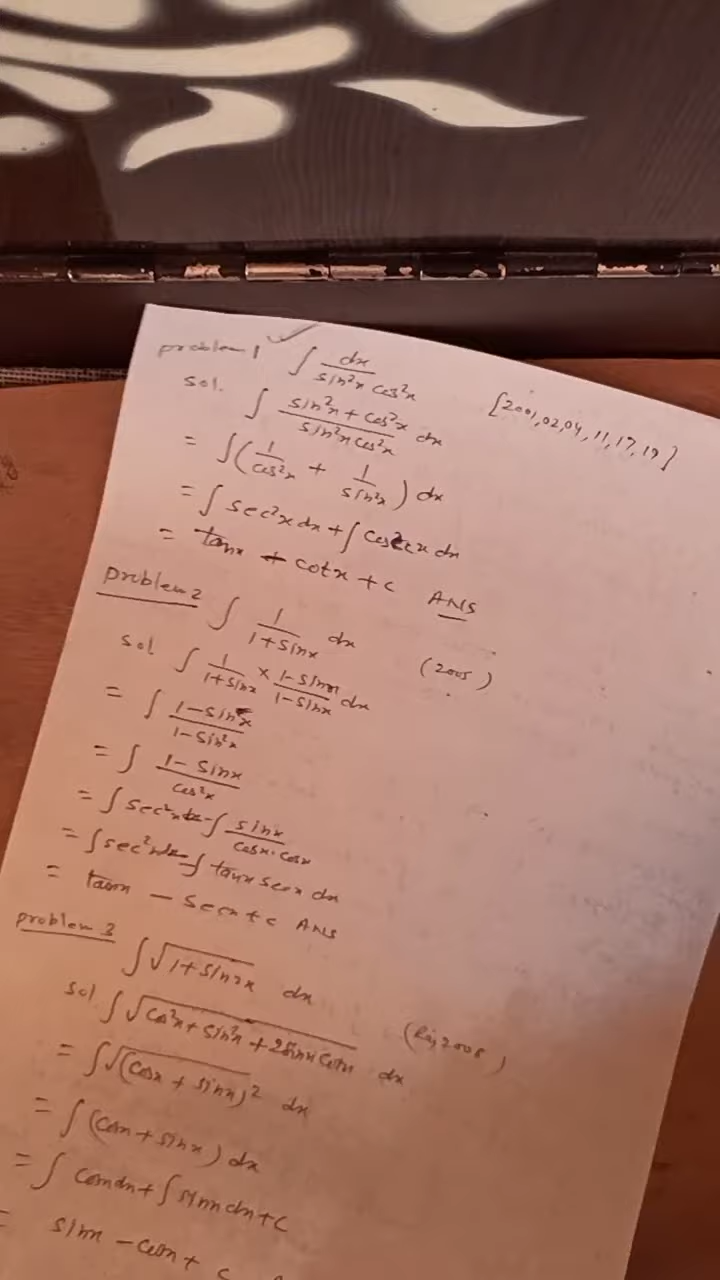 problem 1 ∫ dx / sin²x cos²x [2001,02,04,11,17,19]
sol. ∫ sin²x + cos²x / sin²x cos²x dx
= ∫( 1/cos²x + 1/sin²x ) dx
= ∫ sec²x dx + ∫ cosec²x dx
= tanx + cotx + c ANS
problem 2 ∫ 1 / 1+sinx dx (2005)
sol ∫ 1/1+sinx × 1-sinx/1-sinx dx
= ∫ 1-sinx / 1-sin²x
= ∫ 1- sinx / cos²x
= ∫ sec²x dx - ∫ sinx / cosx . cosx
= ∫ sec²x dx - ∫ tanx secx dx
= tanx - secx + c ANS
problem 3 ∫ √1+sin2x dx
sol ∫ √cos²x + sin²x + 2sinx cosx dx
= ∫ √(cosx + sinx)² dx
= ∫ (cosx + sinx) dx
= ∫ cosx dx + ∫ sinx dx + c
= sinx - cosx + c